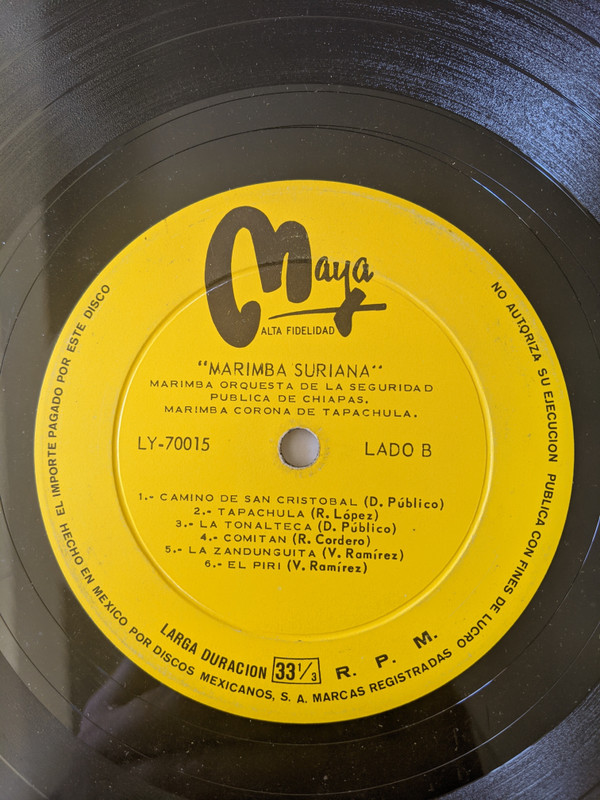 Maya
ALTA FIDELIDAD
"MARIMBA SURIANA"
MARIMBA ORQUESTA DE LA SEGURIDAD
PUBLICA DE CHIAPAS.
MARIMBA CORONA DE TAPACHULA.
LY-70015
LADO B
1.- CAMINO DE SAN CRISTOBAL (D. Público)
2.- TAPACHULA (R. López)
3.- LA TONALTECA (D. Público)
4.- COMITAN (R. Cordero)
5.- LA ZANDUNGUITA (V. Ramírez)
6.- EL PIRI (V. Ramírez)
LARGA DURACION 33 1/3 R. P. M.
EL IMPORTE PAGADO POR ESTE DISCO NO AUTORIZA SU EJECUCION PUBLICA CON FINES DE LUCRO
HECHO EN MEXICO POR DISCOS MEXICANOS, S. A. MARCAS REGISTRADAS